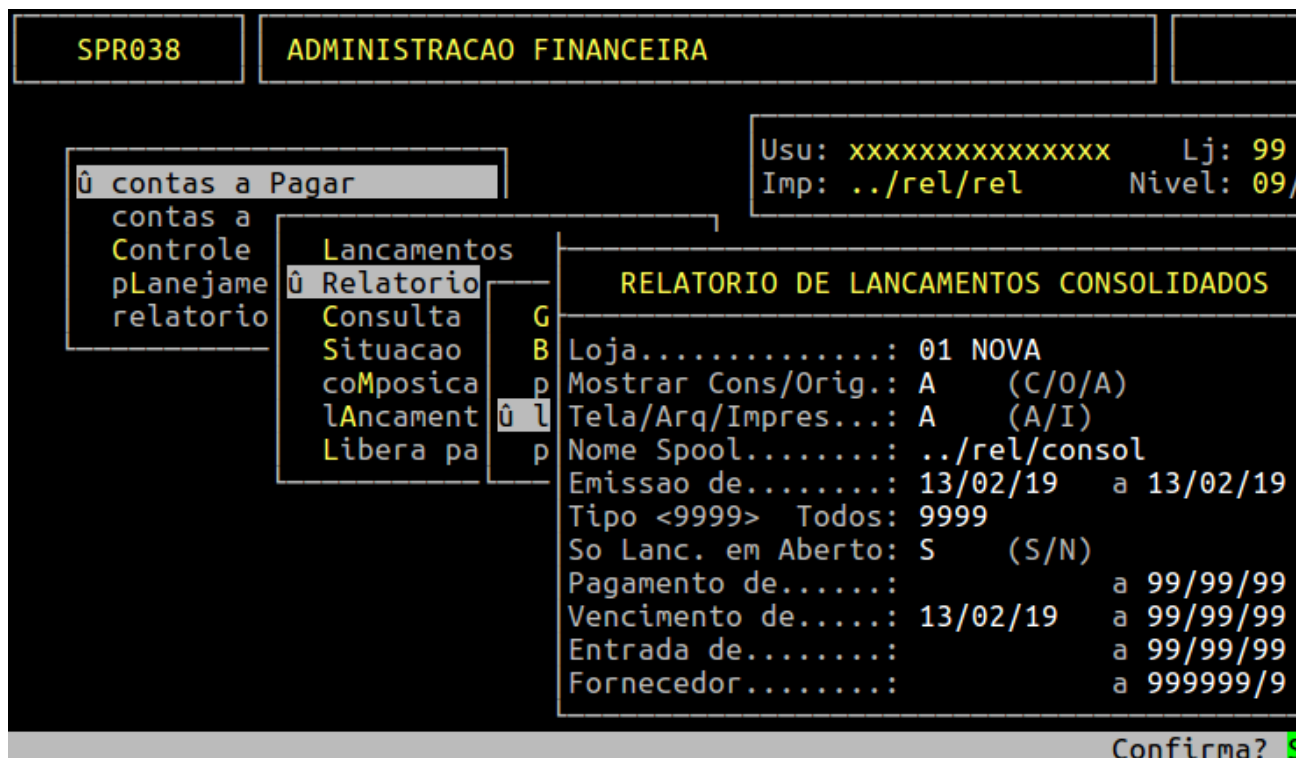 SPR038 ADMINISTRACAO FINANCEIRA
Usu: xxxxxxxxxxxxxxx Lj: 99
Imp: ../rel/rel Nivel: 09/
û contas a Pagar
contas a
Controle
pLanejame
relatorio
Lancamentos
û Relatorio
Consulta
Situacao
coMposica
lAncament
Libera pa
G
B
p
û l
p
RELATORIO DE LANCAMENTOS CONSOLIDADOS
Loja..............: 01 NOVA
Mostrar Cons/Orig.: A (C/O/A)
Tela/Arq/Impres...: A (A/I)
Nome Spool........: ../rel/consol
Emissao de........: 13/02/19 a 13/02/19
Tipo <9999> Todos: 9999
So Lanc. em Aberto: S (S/N)
Pagamento de......: a 99/99/99
Vencimento de.....: 13/02/19 a 99/99/99
Entrada de........: a 99/99/99
Fornecedor........: a 999999/9
Confirma? S